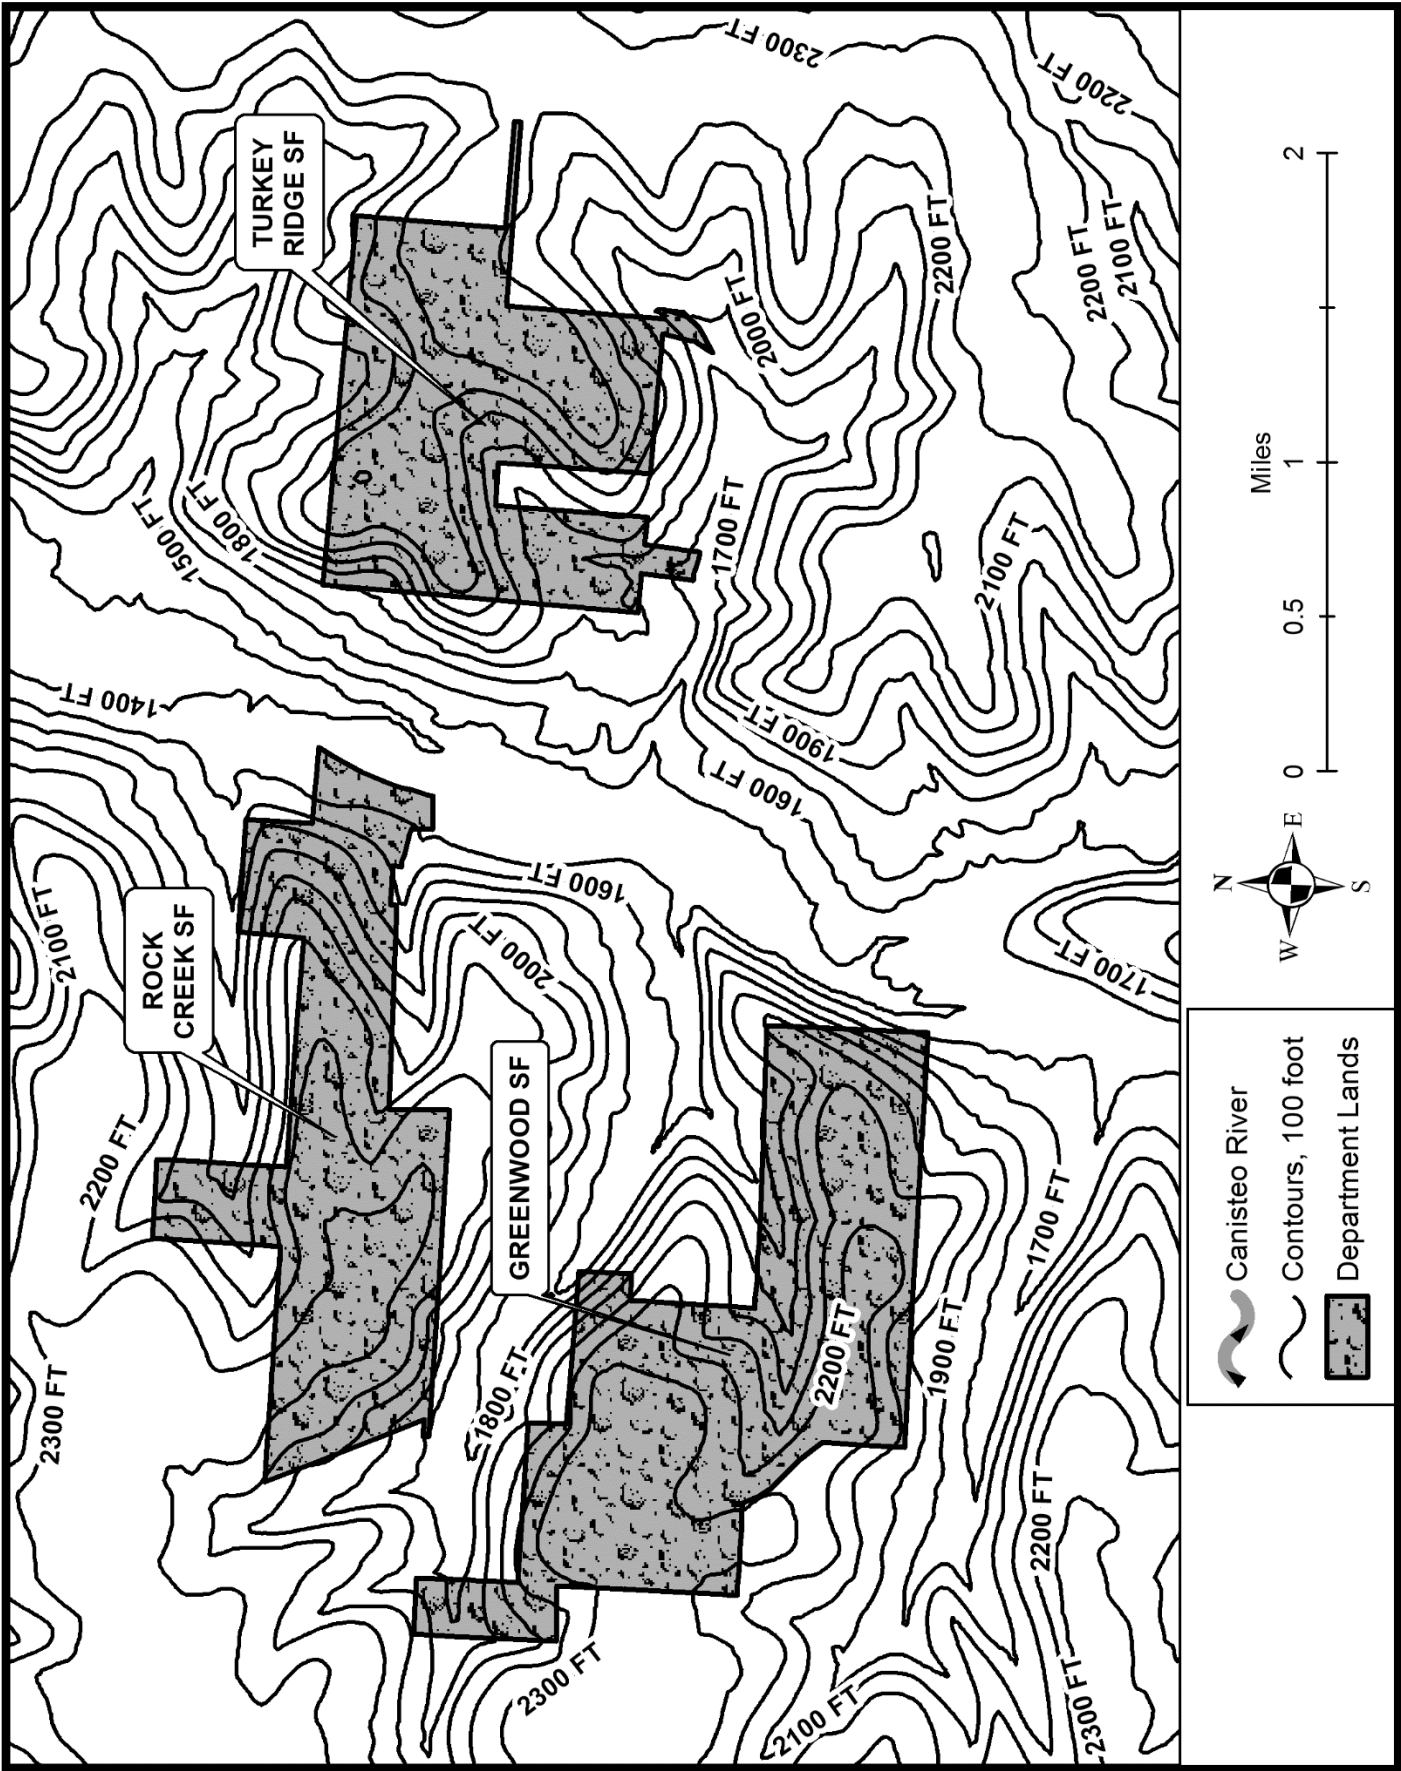 2300 FT
2200 FT
TURKEY
RIDGE SF
2200 FT
2200 FT
2100 FT
2000 FT
1500 FT
1800 FT
1700 FT
2100 FT
1400 FT
1900 FT
1600 FT
1600 FT
2100 FT
ROCK
CREEK SF
2000 FT
1700 FT
2200 FT
GREENWOOD SF
1700 FT
2200 FT
1900 FT
1800 FT
2300 FT
2200 FT
2300 FT
2100 FT
2300 FT
Miles
0
0.5
1
2
N
W
E
S
Canisteo River
Contours, 100 foot
Department Lands